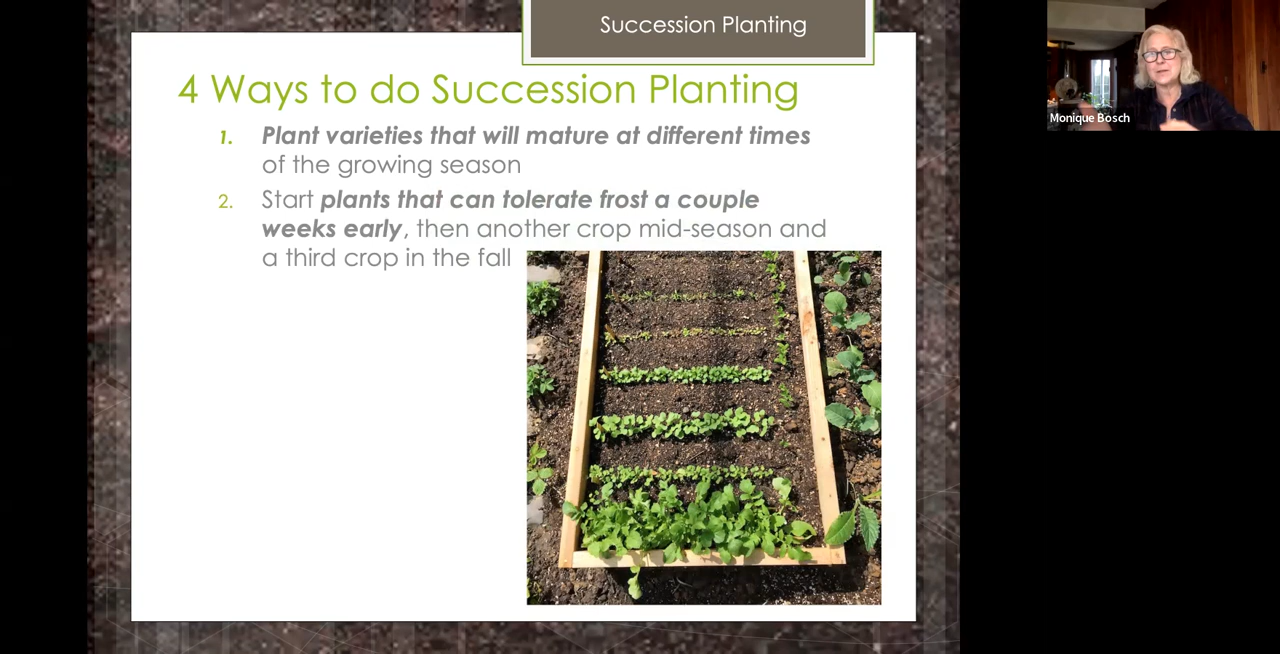 Succession Planting
Monique Bosch
4 Ways to do Succession Planting
1. Plant varieties that will mature at different times
of the growing season
2. Start plants that can tolerate frost a couple
weeks early, then another crop mid-season and
a third crop in the fall